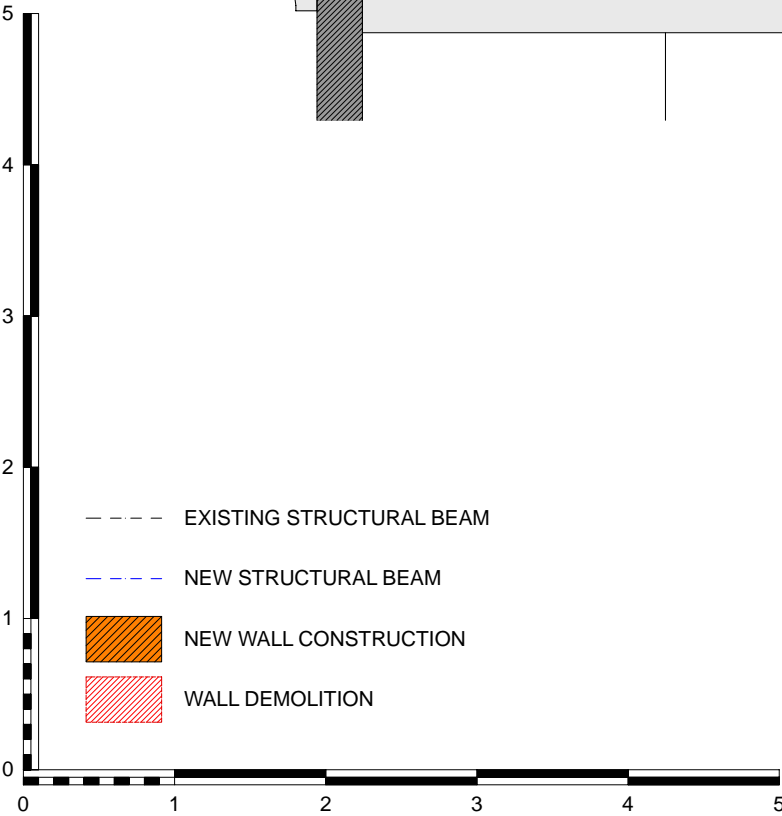 5
4
3
2
EXISTING STRUCTURAL BEAM
NEW STRUCTURAL BEAM
1
NEW WALL CONSTRUCTION
WALL DEMOLITION
0
0 1 2 3 4 5